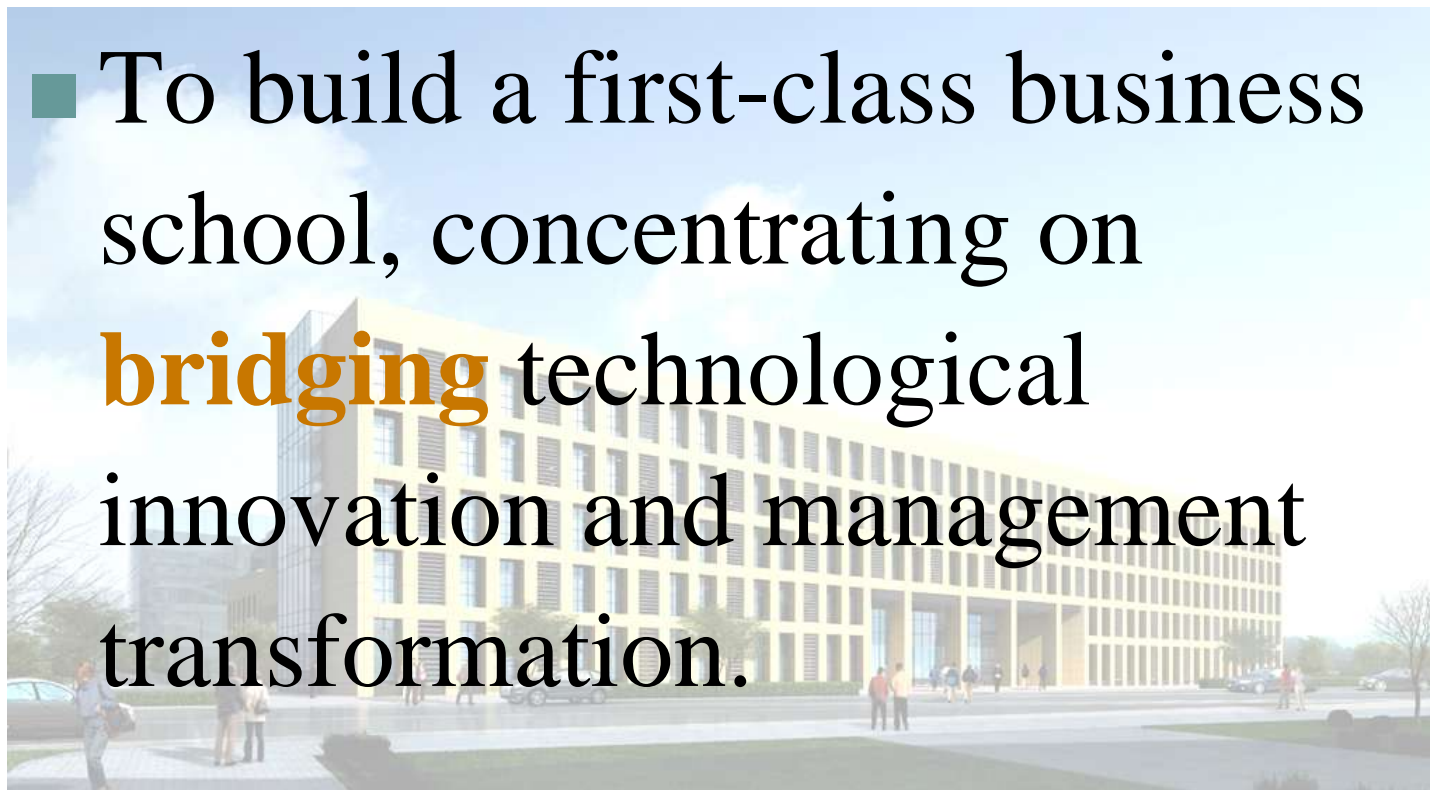 To build a first-class business
school, concentrating on
bridging technological
innovation and management
transformation.